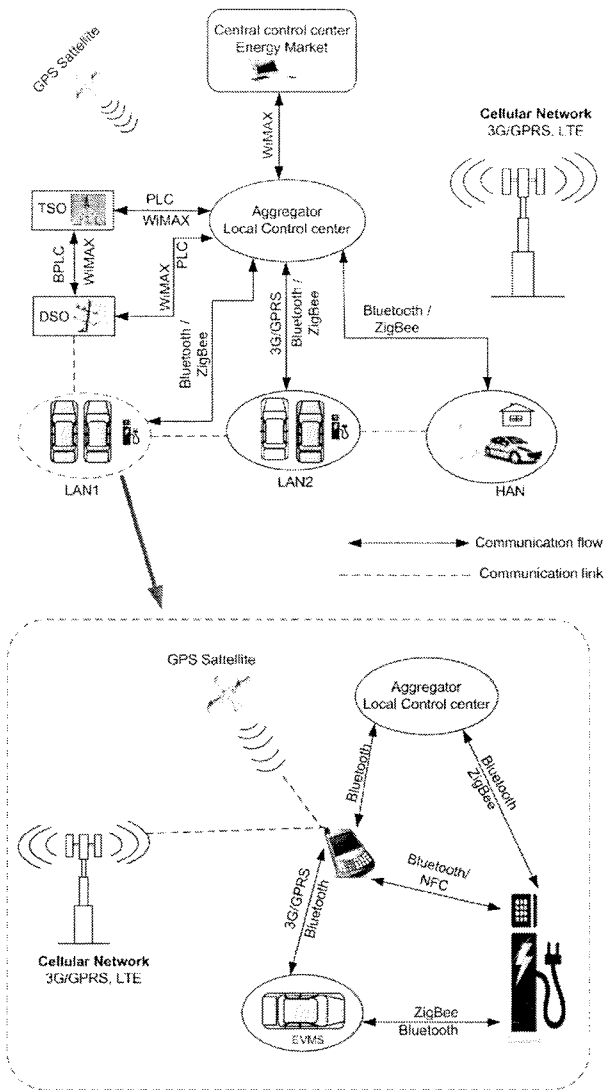 Central control center
Energy Market
GPS Sattellite
WiMAX
Cellular Network
3G/GPRS, LTE
TSO
PLC
WiMAX
Aggregator
Local Control center
BPLC
WiMAX
WiMAX
PLC
DSO
Bluetooth /
ZigBee
3G/GPRS
Bluetooth /
ZigBee
Bluetooth /
ZigBee
LAN1
LAN2
HAN
Communication flow
Communication link
GPS Sattellite
Aggregator
Local Control center
Bluetooth
Bluetooth
ZigBee
Bluetooth/
NFC
3G/GPRS
Bluetooth
Cellular Network
3G/GPRS, LTE
EVMS
ZigBee
Bluetooth